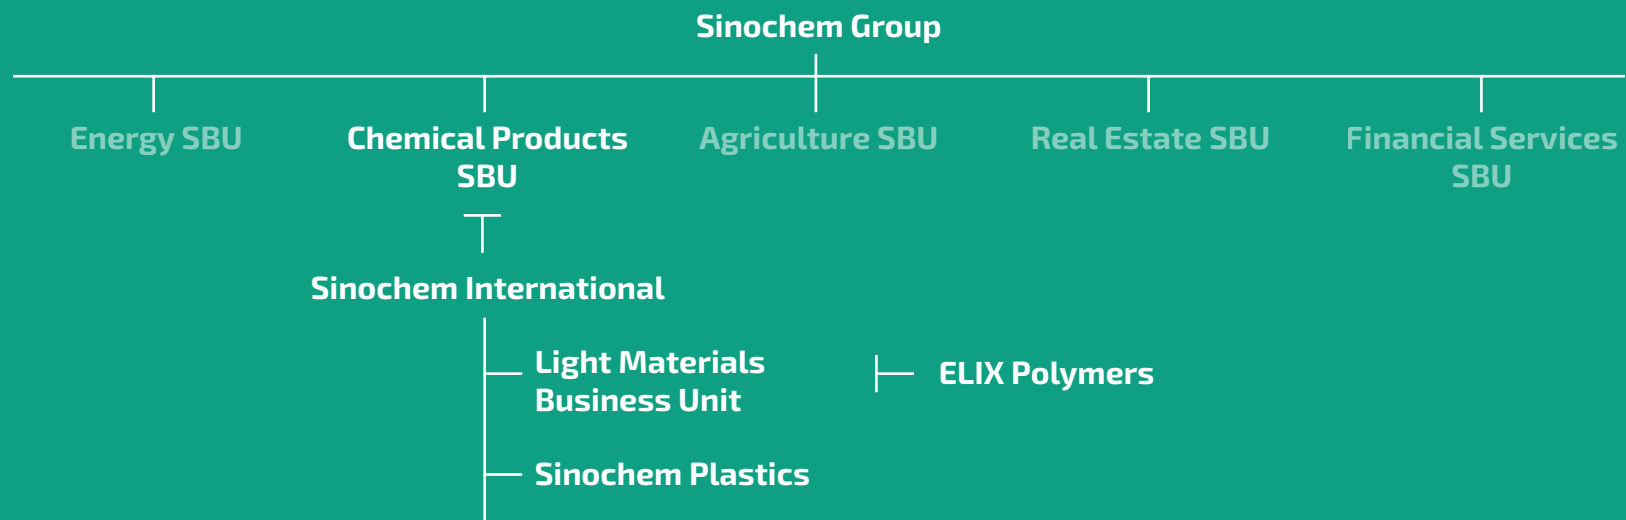 Sinochem Group
Energy SBU
Chemical Products
SBU
Agriculture SBU
Real Estate SBU
Financial Services
SBU
Sinochem International
Light Materials
Business Unit
ELIX Polymers
Sinochem Plastics